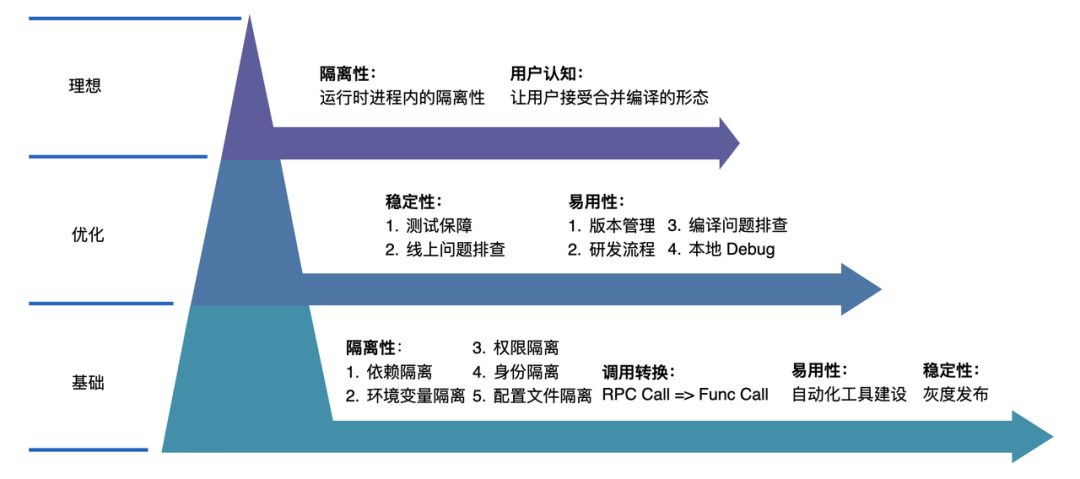 理想
隔离性：
运行时进程内的隔离性
用户认知：
让用户接受合并编译的形态
优化
稳定性：
1. 测试保障
2. 线上问题排查
易用性：
1. 版本管理
2. 研发流程
3. 编译问题排查
4. 本地 Debug
基础
隔离性：
1. 依赖隔离
2. 环境变量隔离
3. 权限隔离
4. 身份隔离
5. 配置文件隔离
调用转换：
RPC Call => Func Call
易用性：
自动化工具建设
稳定性：
灰度发布